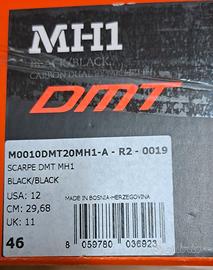 MH1
BLACK/BLACK
DMT
M0010DMT20MH1-A - R2 - 0019
SCARPE DMT MH1
BLACK/BLACK
USA: 12
CM: 29,68
UK: 11
MADE IN BOSNIA-HERZEGOVINA
46
8 059780 036923